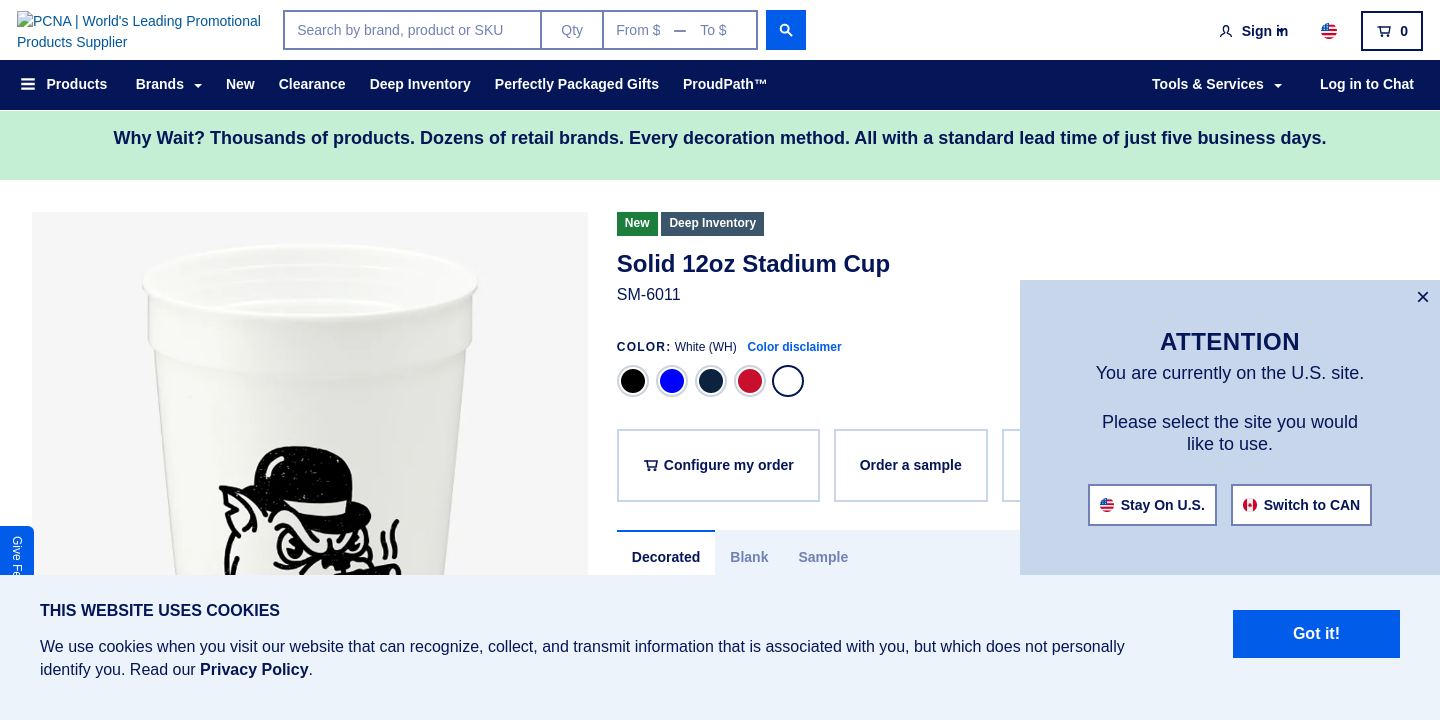 PCNA | World's Leading Promotional
Products Supplier
Search by brand, product or SKU
Qty
From $ — To $
Sign in
0
Products
Brands
New
Clearance
Deep Inventory
Perfectly Packaged Gifts
ProudPath™
Tools & Services
Log in to Chat
Why Wait? Thousands of products. Dozens of retail brands. Every decoration method. All with a standard lead time of just five business days.
New
Deep Inventory
Solid 12oz Stadium Cup
SM-6011
COLOR: White (WH) Color disclaimer
Configure my order
Order a sample
Decorated
Blank
Sample
×
ATTENTION
You are currently on the U.S. site.
Please select the site you would
like to use.
Stay On U.S.
Switch to CAN
Give Fe
THIS WEBSITE USES COOKIES
We use cookies when you visit our website that can recognize, collect, and transmit information that is associated with you, but which does not personally
identify you. Read our Privacy Policy.
Got it!